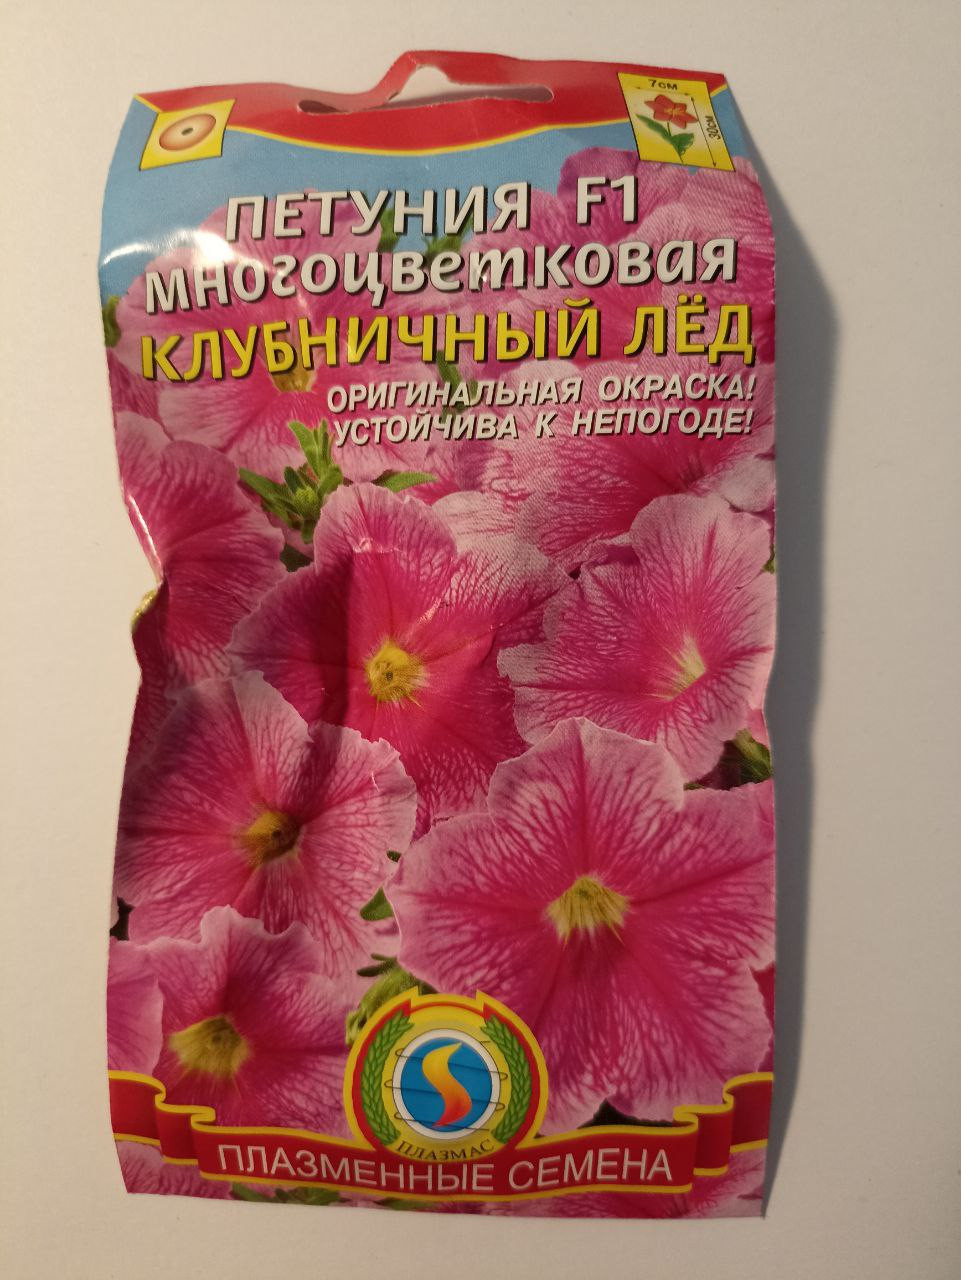 7см
30см
ПЕТУНИЯ F1
многоцветковая
КЛУБНИЧНЫЙ ЛЁД
ОРИГИНАЛЬНАЯ ОКРАСКА!
УСТОЙЧИВА К НЕПОГОДЕ!
ПЛАЗМАС
ПЛАЗМЕННЫЕ СЕМЕНА